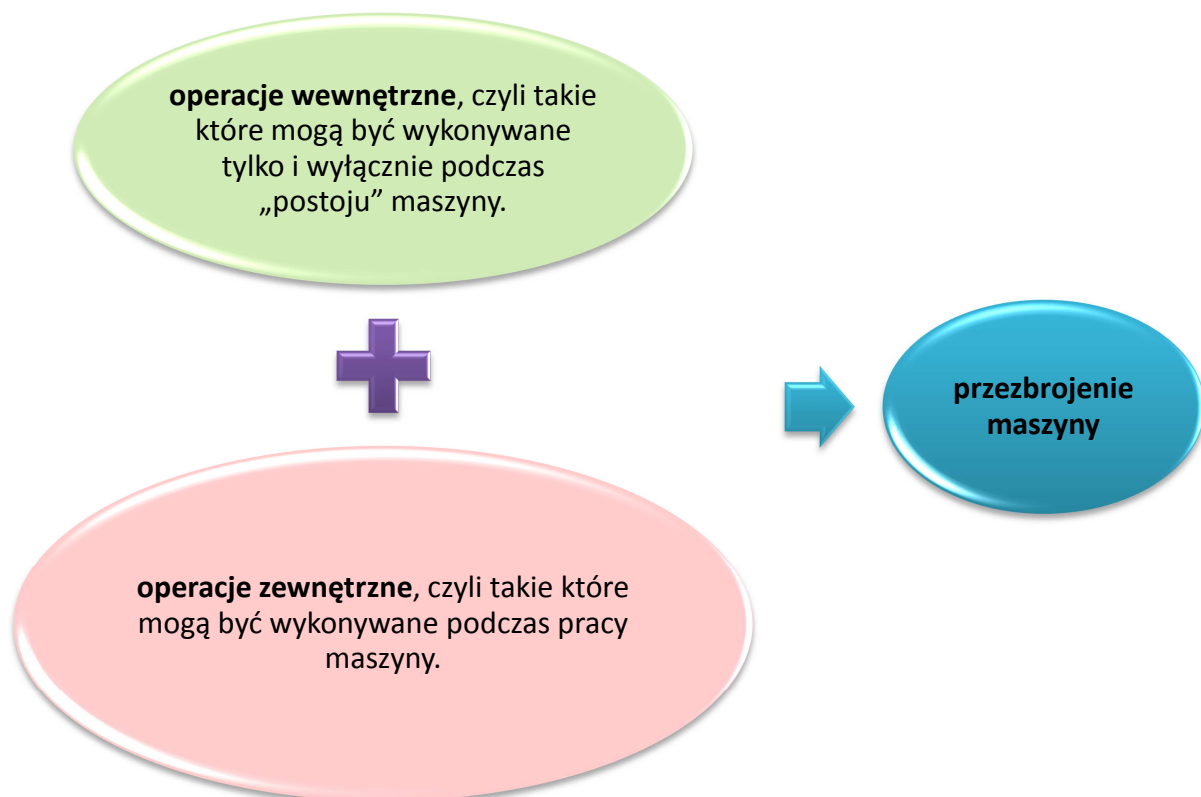 operacje wewnętrzne, czyli takie
które mogą być wykonywane
tylko i wyłącznie podczas
„postoju” maszyny.
przezbrojenie
maszyny
operacje zewnętrzne, czyli takie które
mogą być wykonywane podczas pracy
maszyny.